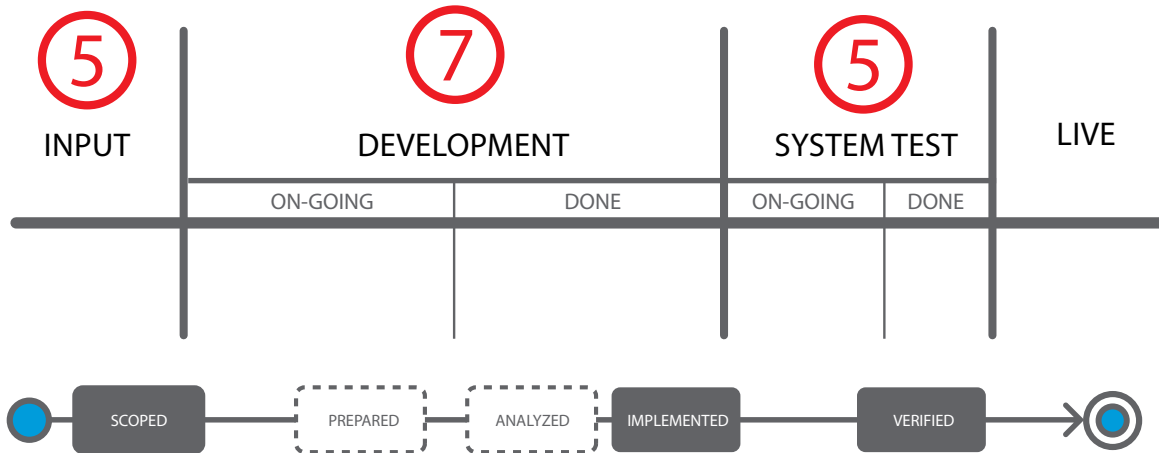 5
7
5
INPUT
DEVELOPMENT
SYSTEM TEST
LIVE
ON-GOING
DONE
ON-GOING
DONE
SCOPED
PREPARED
ANALYZED
IMPLEMENTED
VERIFIED